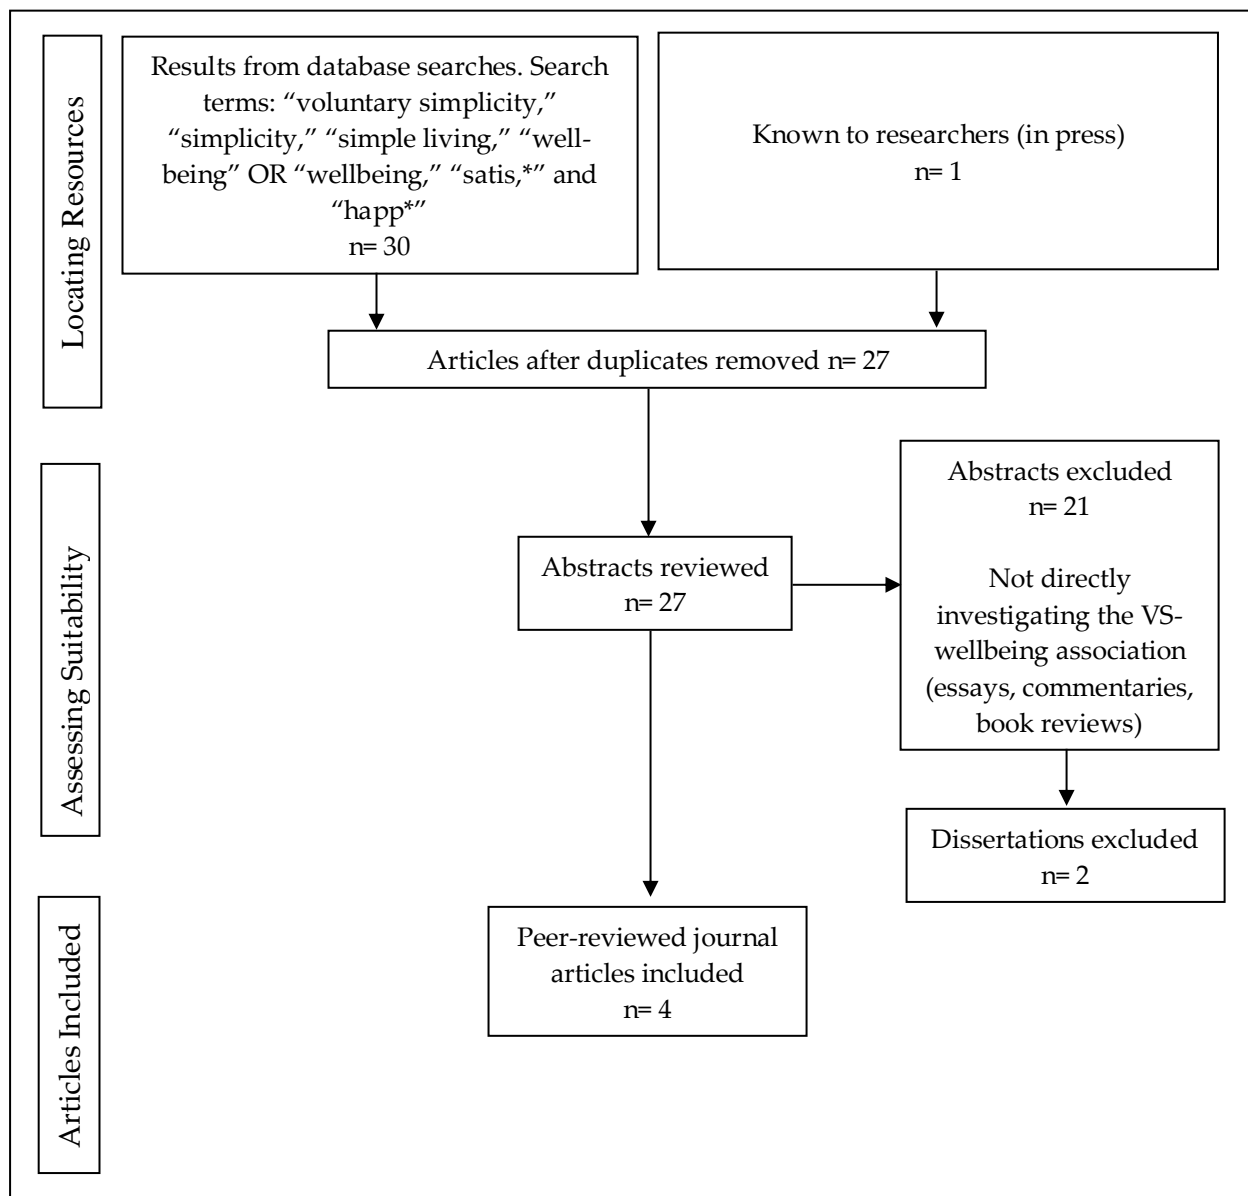 Locating Resources
Results from database searches. Search
terms: “voluntary simplicity,”
“simplicity,” “simple living,” “well-
being” OR “wellbeing,” “satis,*” and
“happ*”
n= 30
Known to researchers (in press)
n= 1
Articles after duplicates removed n= 27
Assessing Suitability
Abstracts reviewed
n= 27
Abstracts excluded
n= 21
Not directly
investigating the VS-
wellbeing association
(essays, commentaries,
book reviews)
Dissertations excluded
n= 2
Articles Included
Peer-reviewed journal
articles included
n= 4